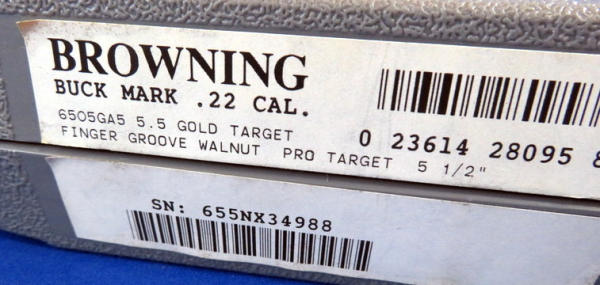 BROWNING
BUCK MARK .22 CAL.
6505GA5 5.5 GOLD TARGET
FINGER GROOVE WALNUT PRO TARGET 5 1/2"
0 23614 28095 8
SN: 655NX34988